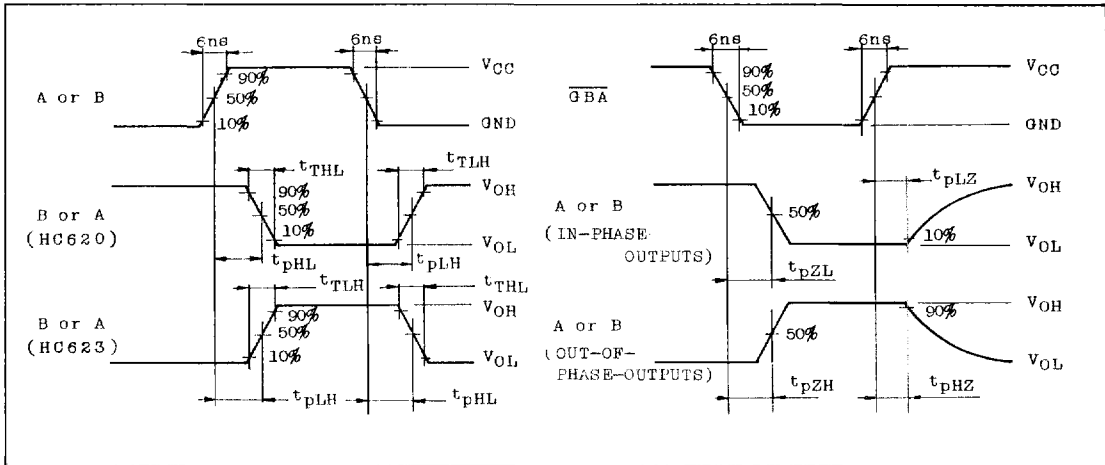 6ns
6ns
A or B
90%
50%
10%
VCC
GND
B or A
(HC620)
tTHL
90%
50%
10%
tTLH
VOH
VOL
tpHL
tpLH
B or A
(HC623)
tTLH
90%
50%
10%
tTHL
VOH
VOL
tpLH
tpHL
6ns
6ns
GBA
90%
50%
10%
VCC
GND
A or B
(IN-PHASE-
OUTPUTS)
50%
tpZL
tpLZ
10%
VOH
VOL
A or B
(OUT-OF-
PHASE-OUTPUTS)
50%
tpZH
90%
tpHZ
VOH
VOL